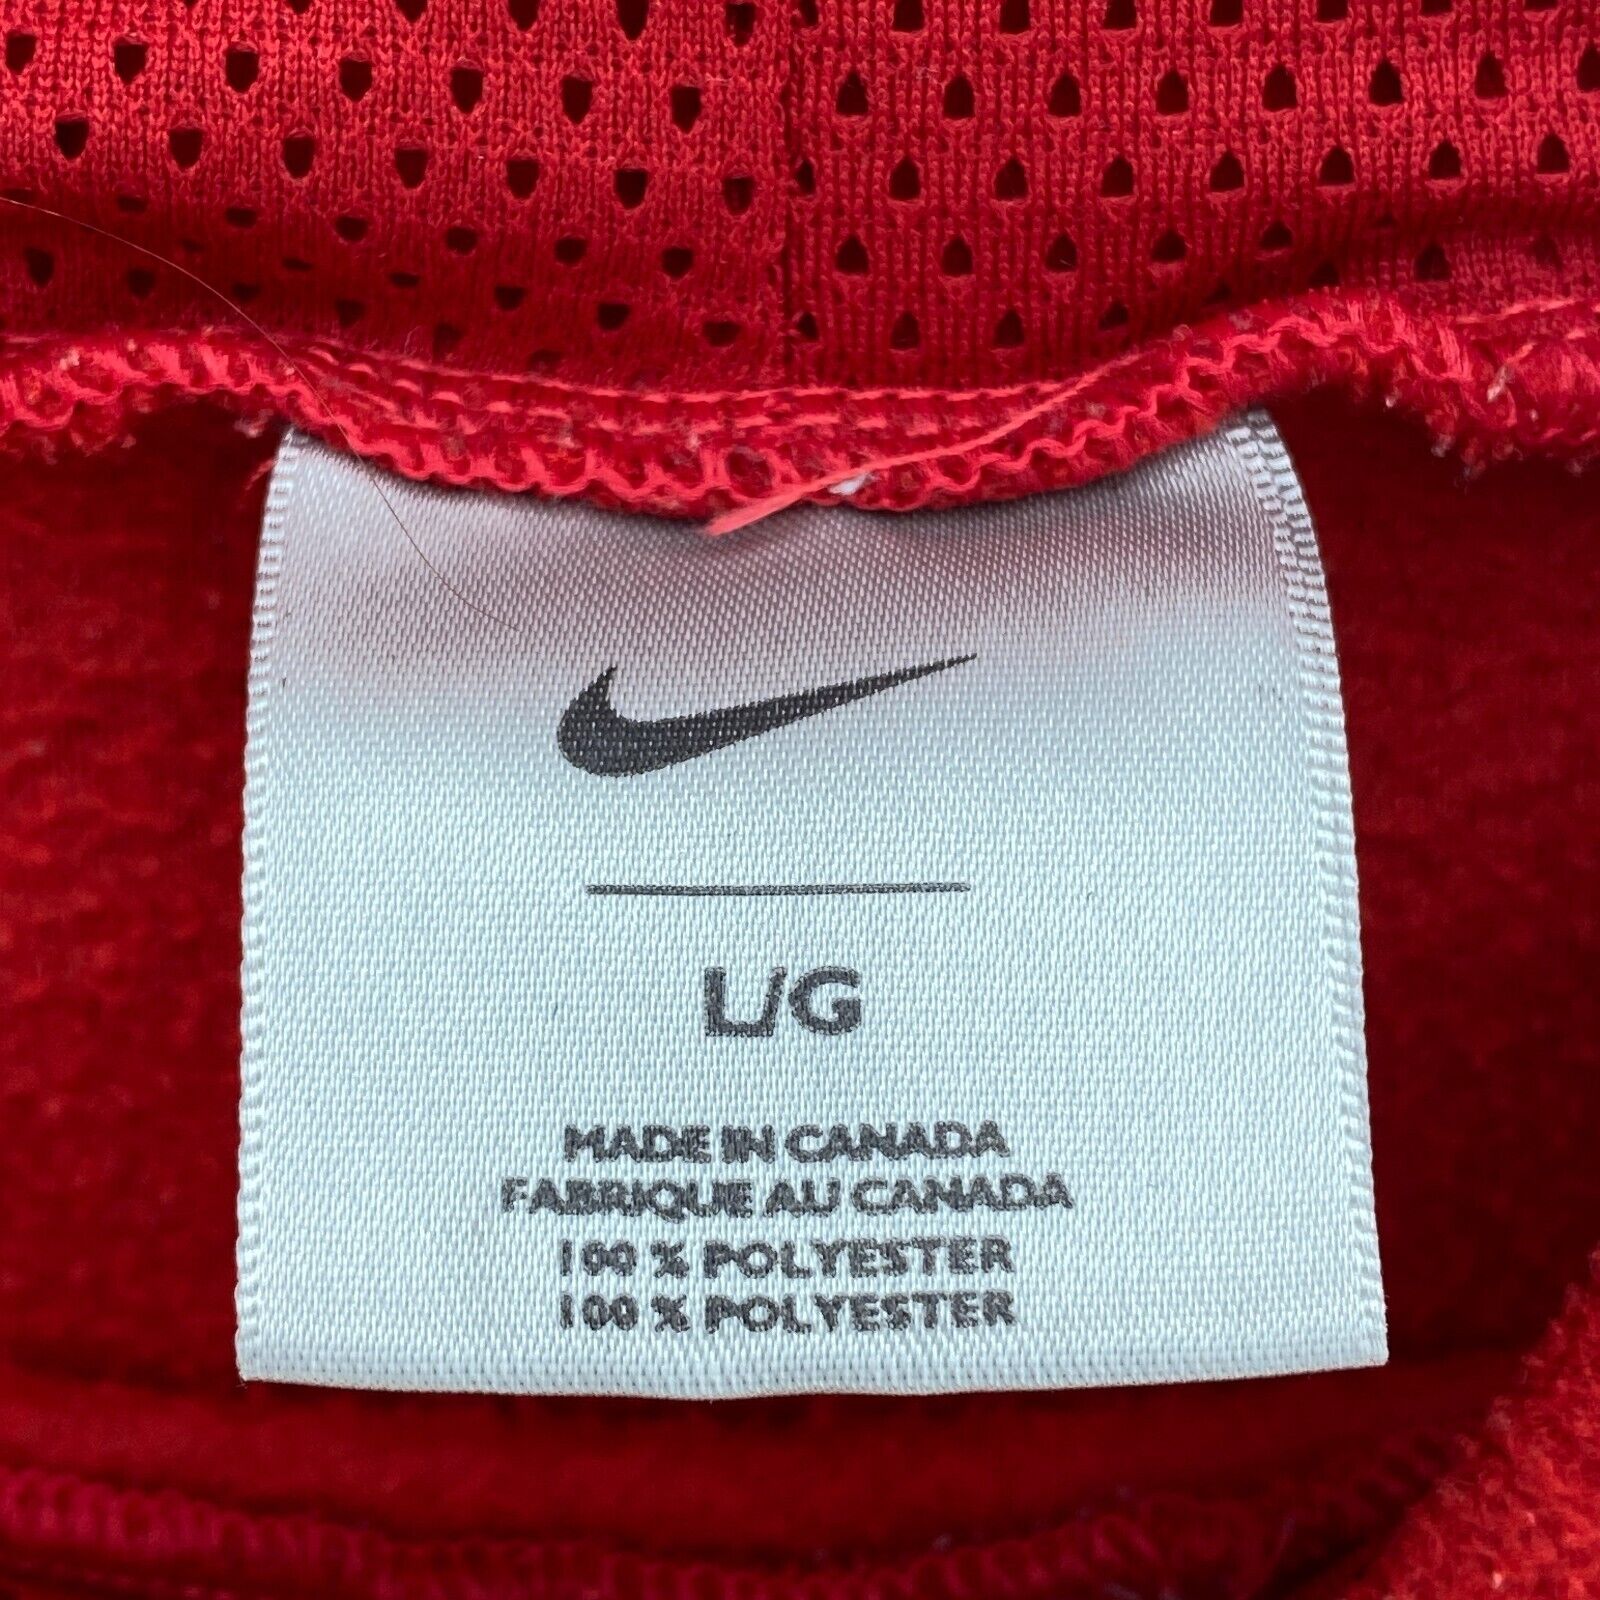 L/G
MADE IN CANADA
FABRIQUE AU CANADA
100 % POLYESTER
100 % POLYESTER